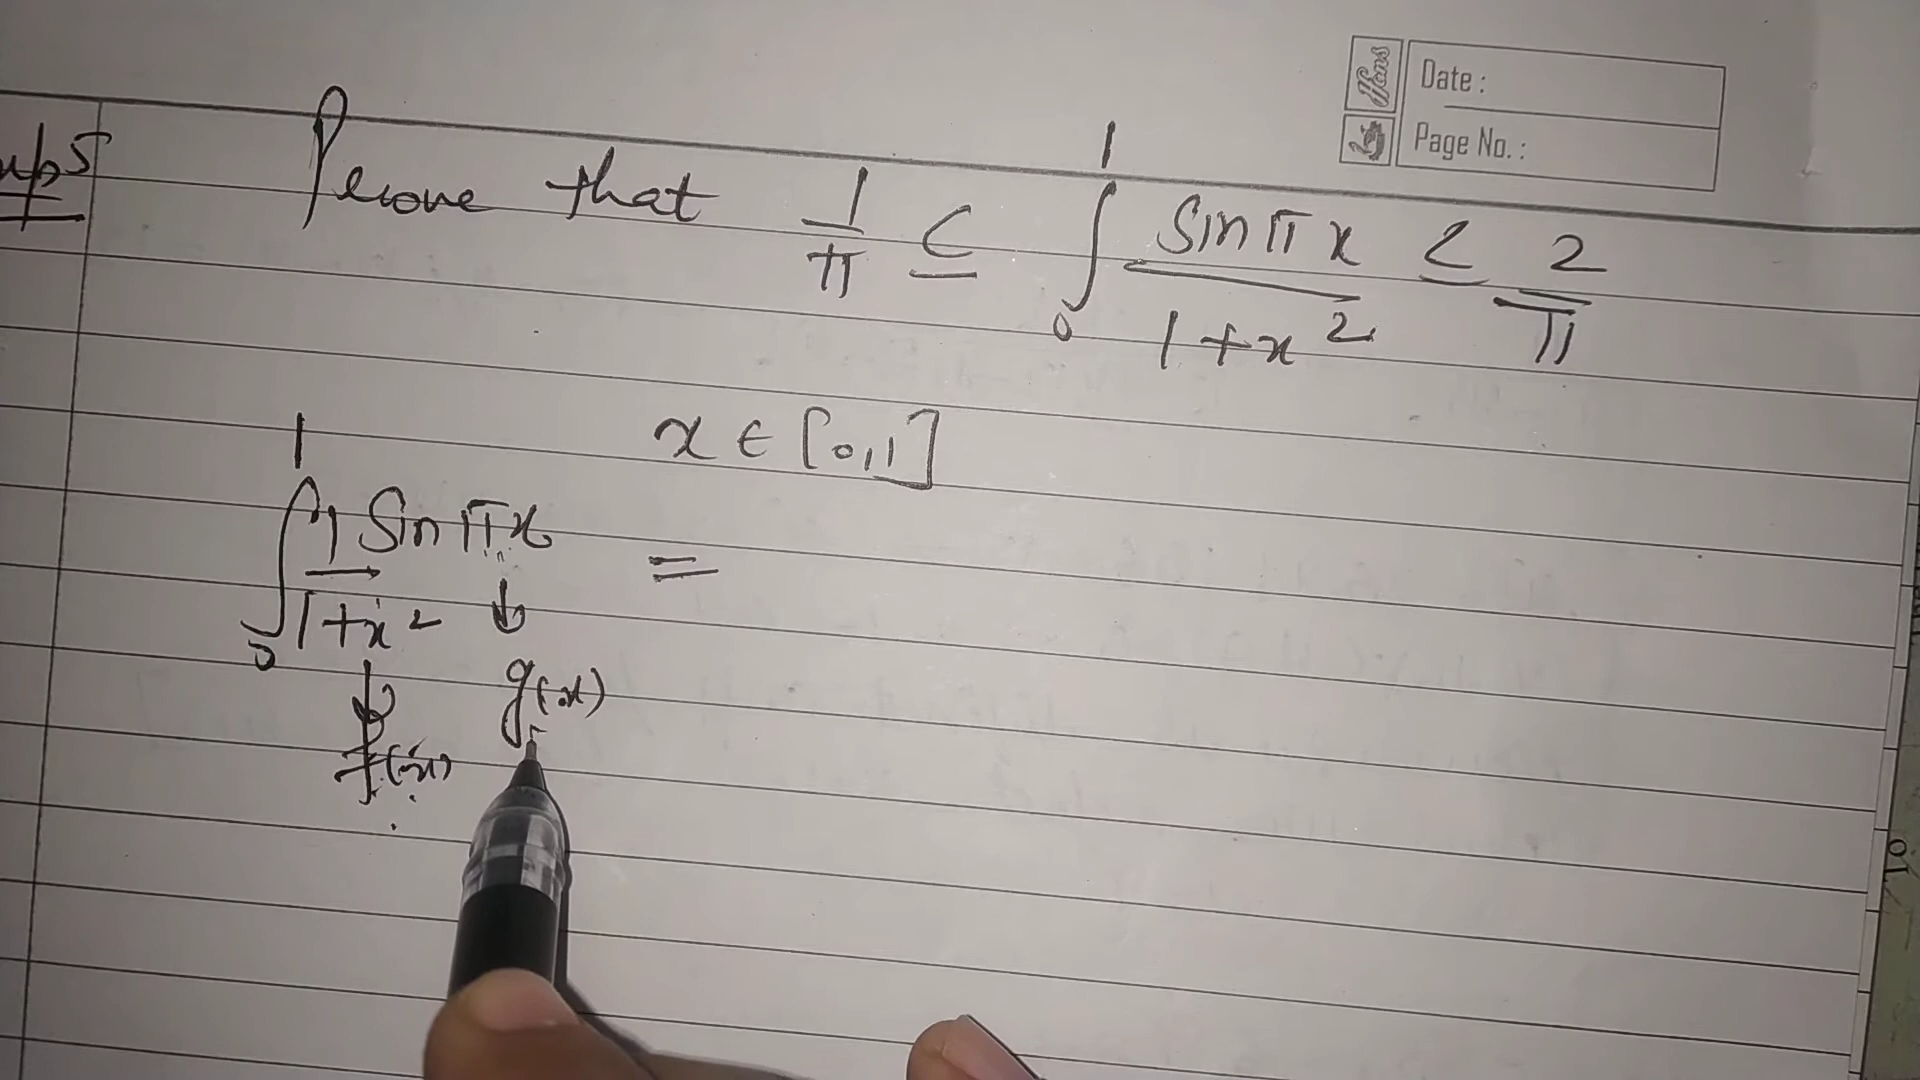 Date :
Page No. :
Prove that 1/π ≤ ∫₀¹ Sin πx / 1+x² ≤ 2/π
x ∈ [0,1]
∫₀¹ 1/1+x² Sin πx =
f(x) g(x)